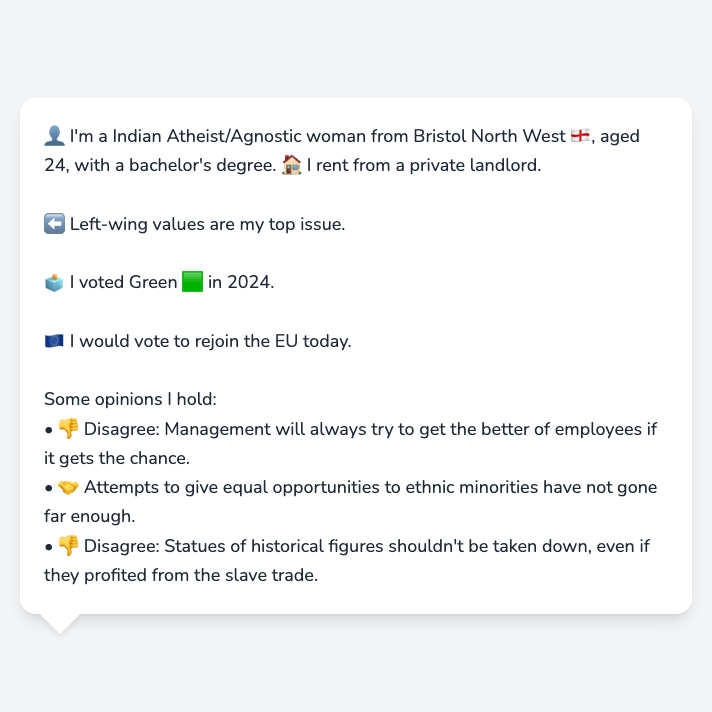 👤 I'm a Indian Atheist/Agnostic woman from Bristol North West 🏴󠁧󠁢󠁥󠁮󠁧󠁿, aged
24, with a bachelor's degree. 🏠 I rent from a private landlord.
⬅️ Left-wing values are my top issue.
🗳️ I voted Green 🟩 in 2024.
🇪🇺 I would vote to rejoin the EU today.
Some opinions I hold:
• 👎 Disagree: Management will always try to get the better of employees if
it gets the chance.
• 🤝 Attempts to give equal opportunities to ethnic minorities have not gone
far enough.
• 👎 Disagree: Statues of historical figures shouldn't be taken down, even if
they profited from the slave trade.